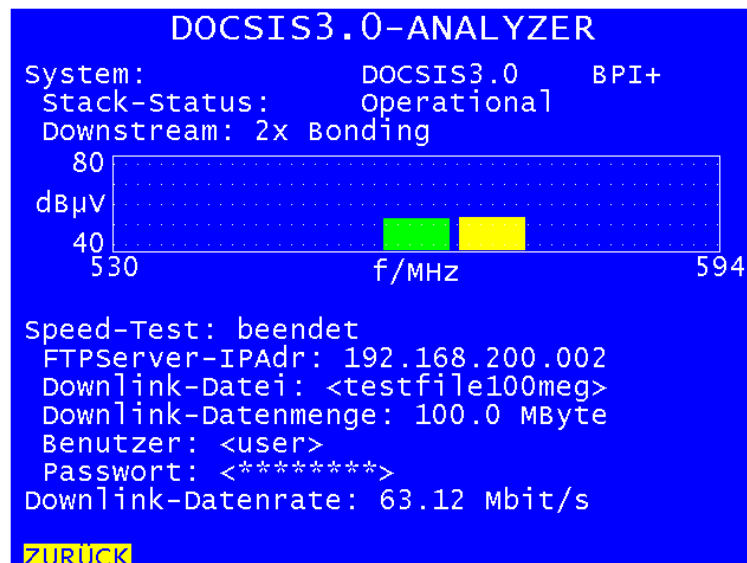 DOCSIS3.0-ANALYZER
System: DOCSIS3.0 BPI+
Stack-Status: Operational
Downstream: 2x Bonding
80
dBµV
40
530 f/MHz 594
Speed-Test: beendet
FTPServer-IPAdr: 192.168.200.002
Downlink-Datei: <testfile100meg>
Downlink-Datenmenge: 100.0 MByte
Benutzer: <user>
Passwort: <********>
Downlink-Datenrate: 63.12 Mbit/s
ZURÜCK